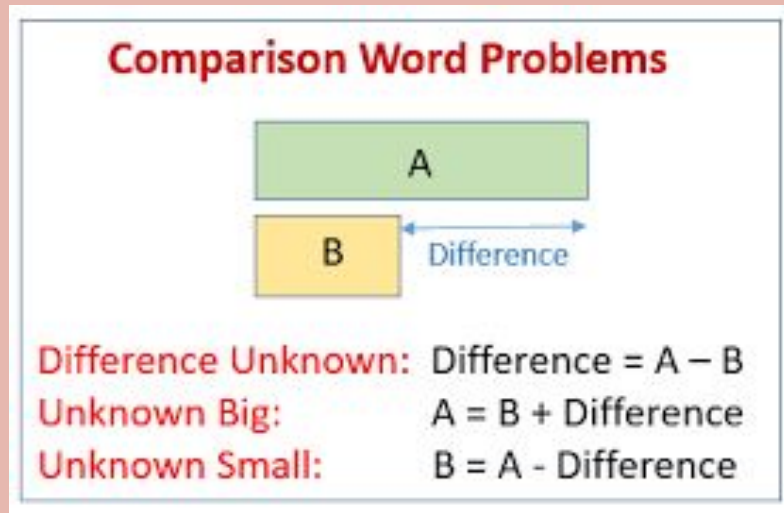 Comparison Word Problems
A
B
Difference
Difference Unknown: Difference = A – B
Unknown Big: A = B + Difference
Unknown Small: B = A - Difference